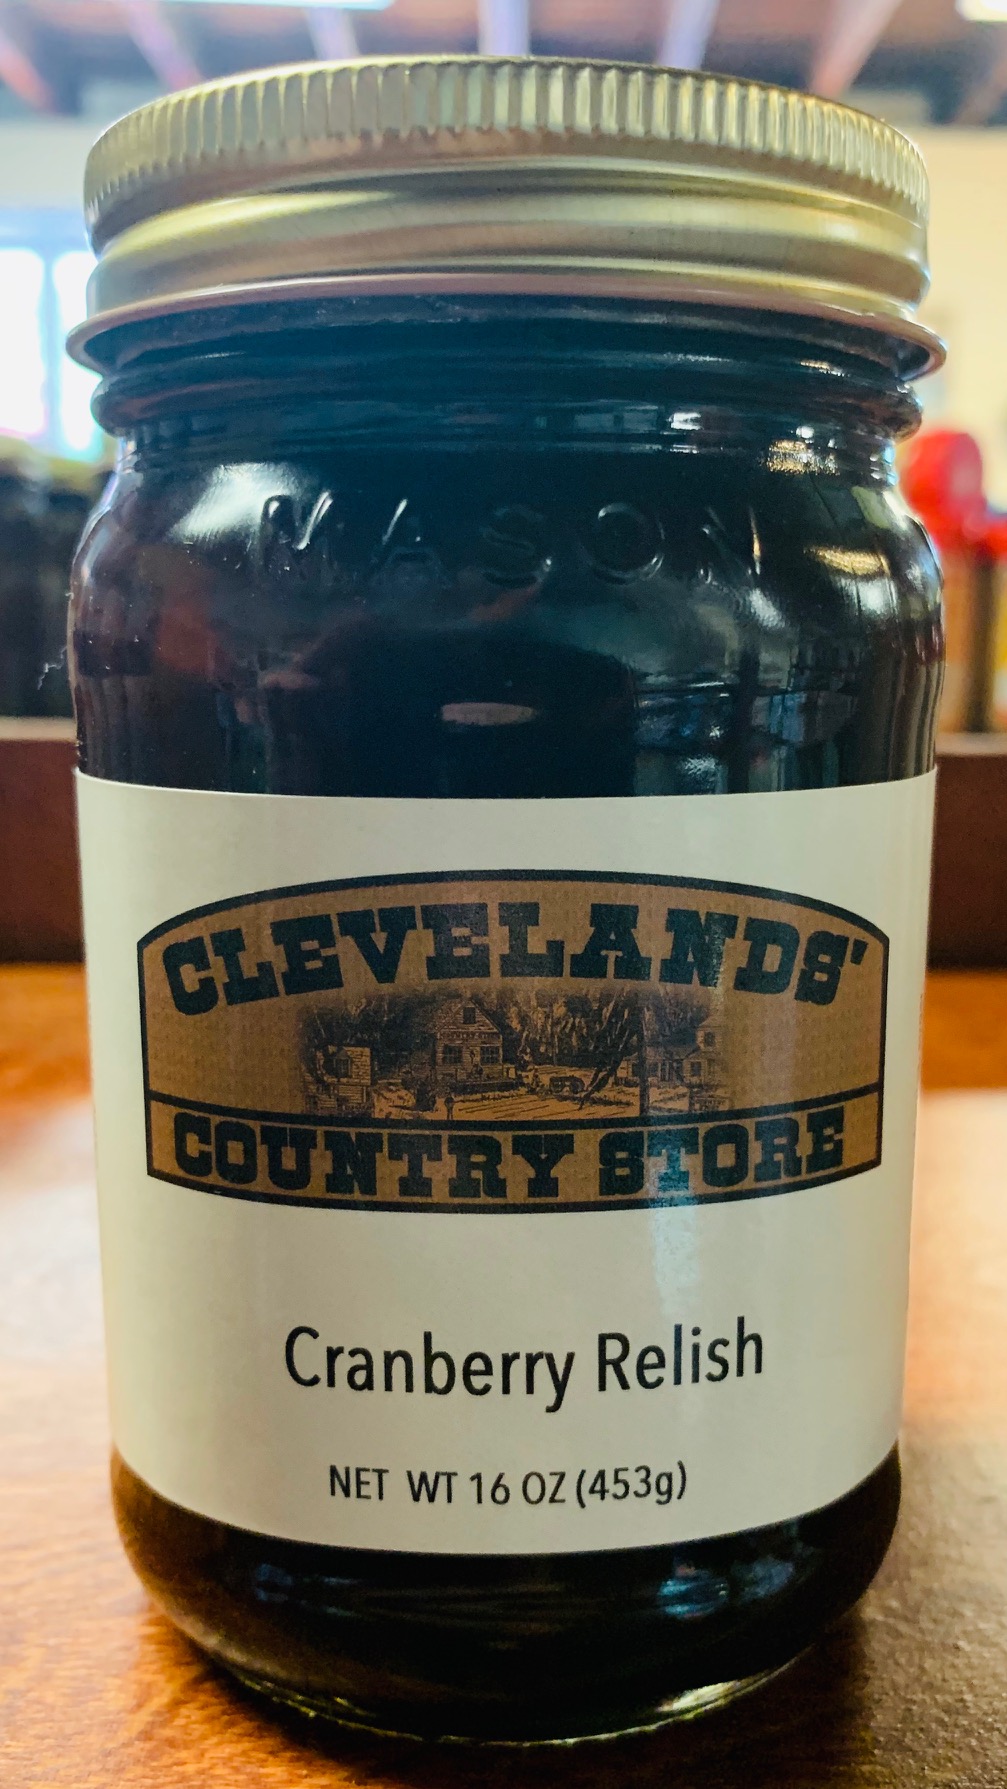 MASON
CLEVELANDS'
COUNTRY STORE
Cranberry Relish
NET WT 16 OZ (453g)